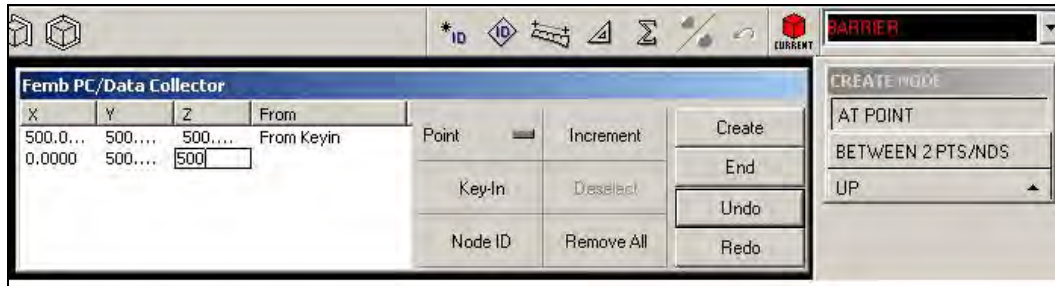 *ID ID CURRENT BARRIER
Femb PC/Data Collector
X Y Z From
500.0... 500.... 500.... From Keyin
0.0000 500.... 500
Point Increment
Key-In Deselect
Node ID Remove All
Create
End
Undo
Redo
CREATE NODE
AT POINT
BETWEEN 2 PTS/NDS
UP